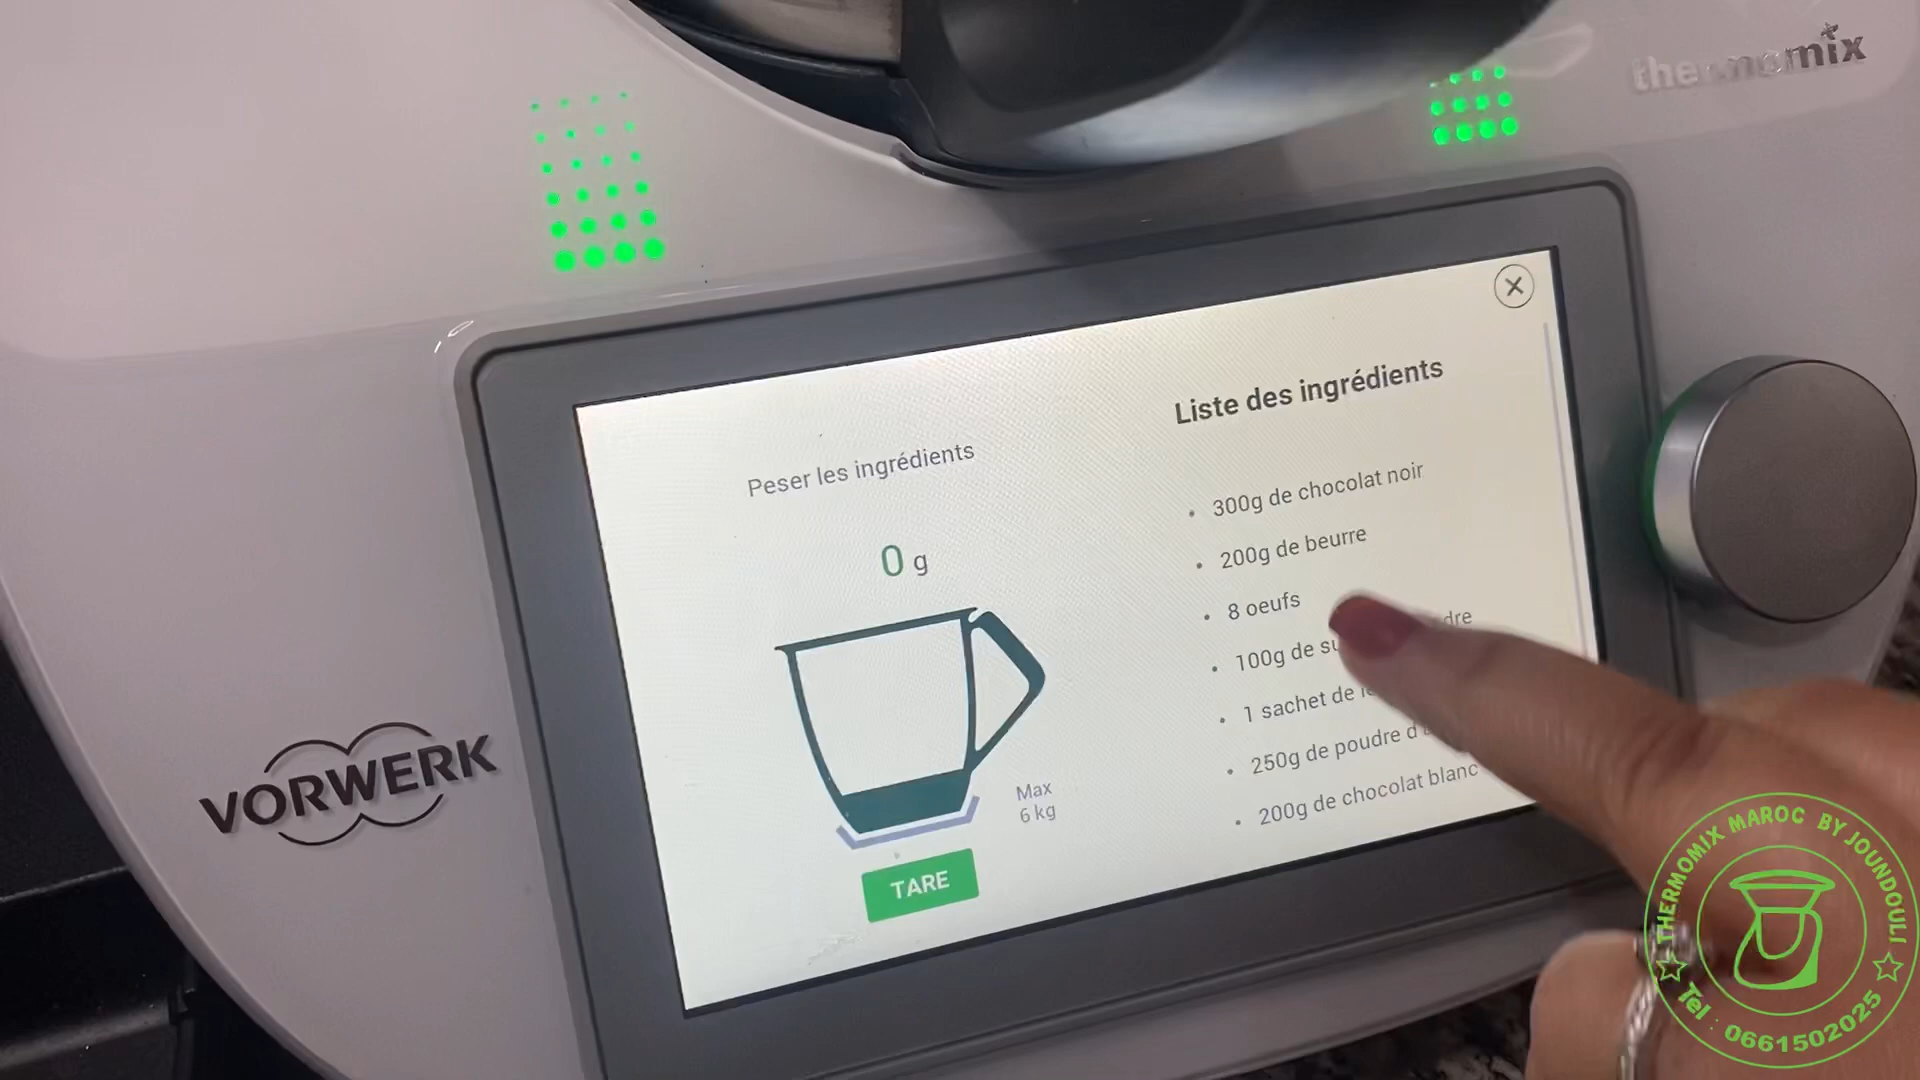 thermomix
Liste des ingrédients
Peser les ingrédients
0 g
• 300g de chocolat noir
• 200g de beurre
• 8 oeufs
• 100g de
• 1 sachet de
• 250g de poudre
• 200g de chocolat blanc
Max
6 kg
TARE
VORWERK
THERMOMIX MAROC BY JOUNDOULI
Tel : 0661502025